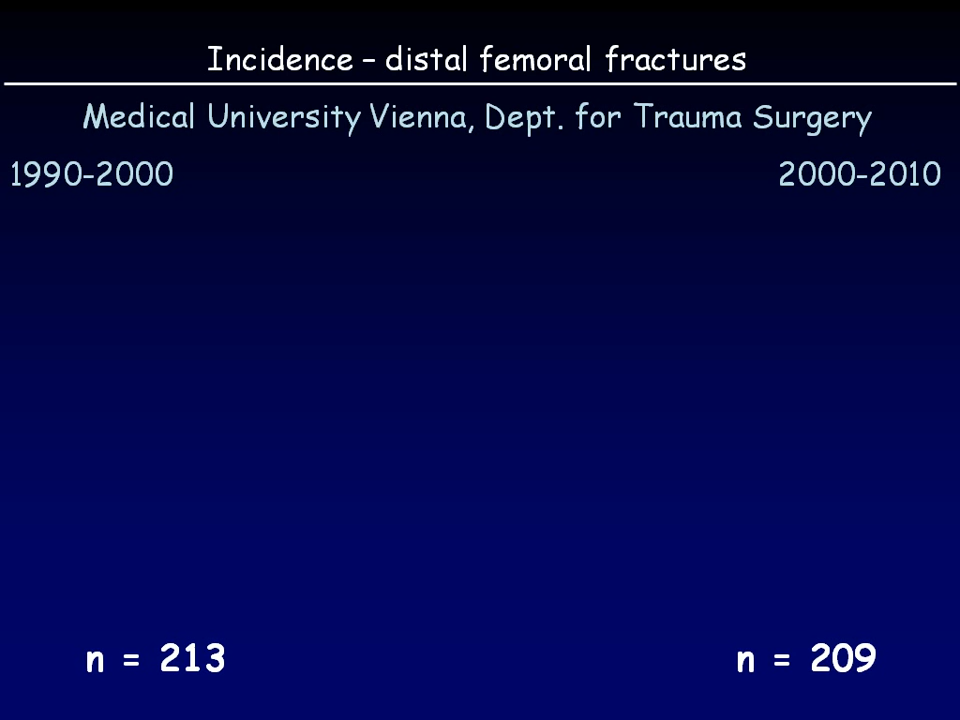 Incidence – distal femoral fractures
Medical University Vienna, Dept. for Trauma Surgery
1990-2000 2000-2010
n = 213 n = 209